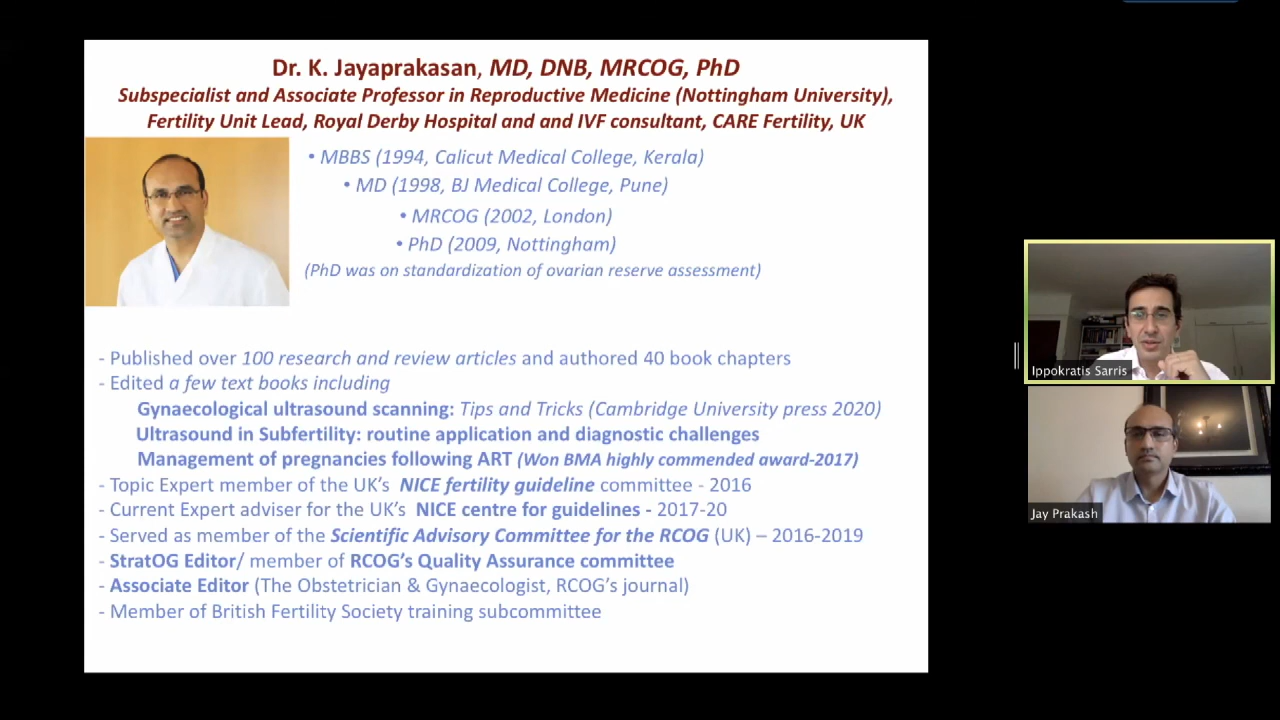 Dr. K. Jayaprakasan, MD, DNB, MRCOG, PhD
Subspecialist and Associate Professor in Reproductive Medicine (Nottingham University),
Fertility Unit Lead, Royal Derby Hospital and and IVF consultant, CARE Fertility, UK
• MBBS (1994, Calicut Medical College, Kerala)
• MD (1998, BJ Medical College, Pune)
• MRCOG (2002, London)
• PhD (2009, Nottingham)
(PhD was on standardization of ovarian reserve assessment)
- Published over 100 research and review articles and authored 40 book chapters
- Edited a few text books including
Gynaecological ultrasound scanning: Tips and Tricks (Cambridge University press 2020)
Ultrasound in Subfertility: routine application and diagnostic challenges
Management of pregnancies following ART (Won BMA highly commended award-2017)
- Topic Expert member of the UK's NICE fertility guideline committee - 2016
- Current Expert adviser for the UK's NICE centre for guidelines - 2017-20
- Served as member of the Scientific Advisory Committee for the RCOG (UK) – 2016-2019
- StratOG Editor/ member of RCOG's Quality Assurance committee
- Associate Editor (The Obstetrician & Gynaecologist, RCOG's journal)
- Member of British Fertility Society training subcommittee
Ippokratis Sarris
Jay Prakash